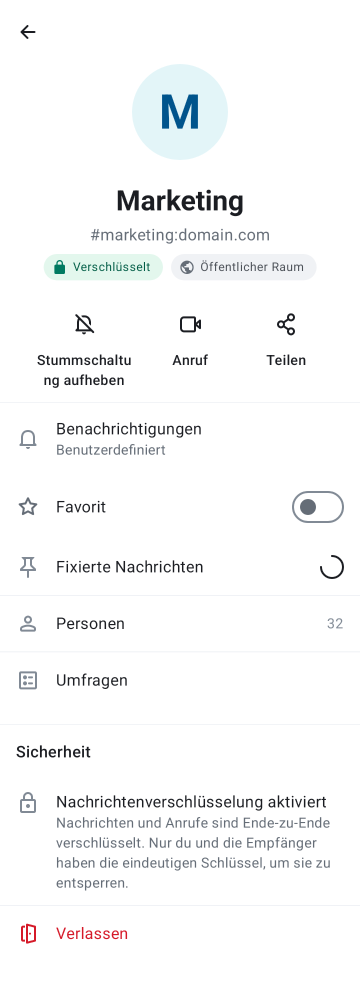 M
Marketing
#marketing:domain.com
Verschlüsselt Öffentlicher Raum
Stummschaltu
ng aufheben
Anruf
Teilen
Benachrichtigungen
Benutzerdefiniert
Favorit
Fixierte Nachrichten
Personen 32
Umfragen
Sicherheit
Nachrichtenverschlüsselung aktiviert
Nachrichten und Anrufe sind Ende-zu-Ende
verschlüsselt. Nur du und die Empfänger
haben die eindeutigen Schlüssel, um sie zu
entsperren.
Verlassen